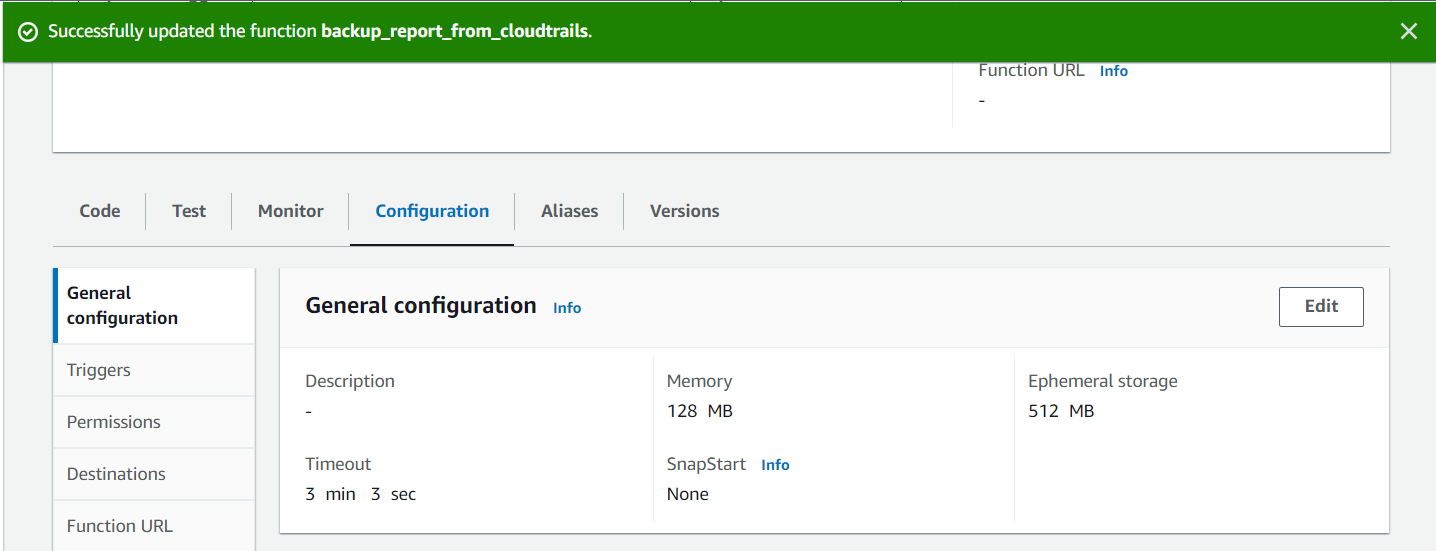 Successfully updated the function backup_report_from_cloudtrails.
Function URL Info
-
Code Test Monitor Configuration Aliases Versions
General
configuration
Triggers
Permissions
Destinations
Function URL
General configuration Info
Edit
Description
-
Memory
128 MB
Ephemeral storage
512 MB
Timeout
3 min 3 sec
SnapStart Info
None